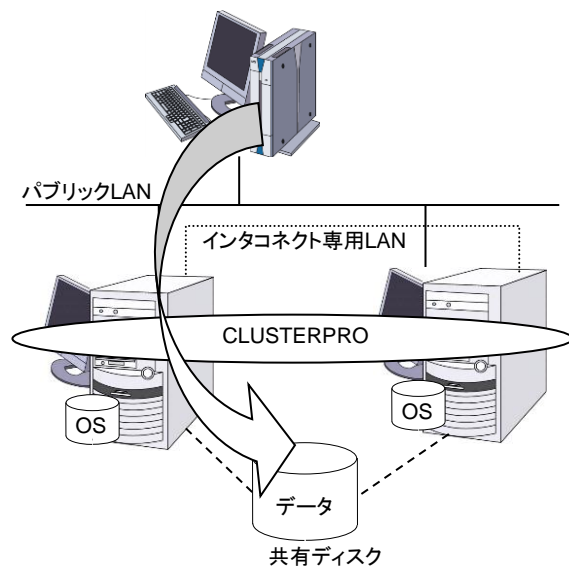 パブリックLAN
インタコネクト専用LAN
CLUSTERPRO
OS
OS
データ
共有ディスク